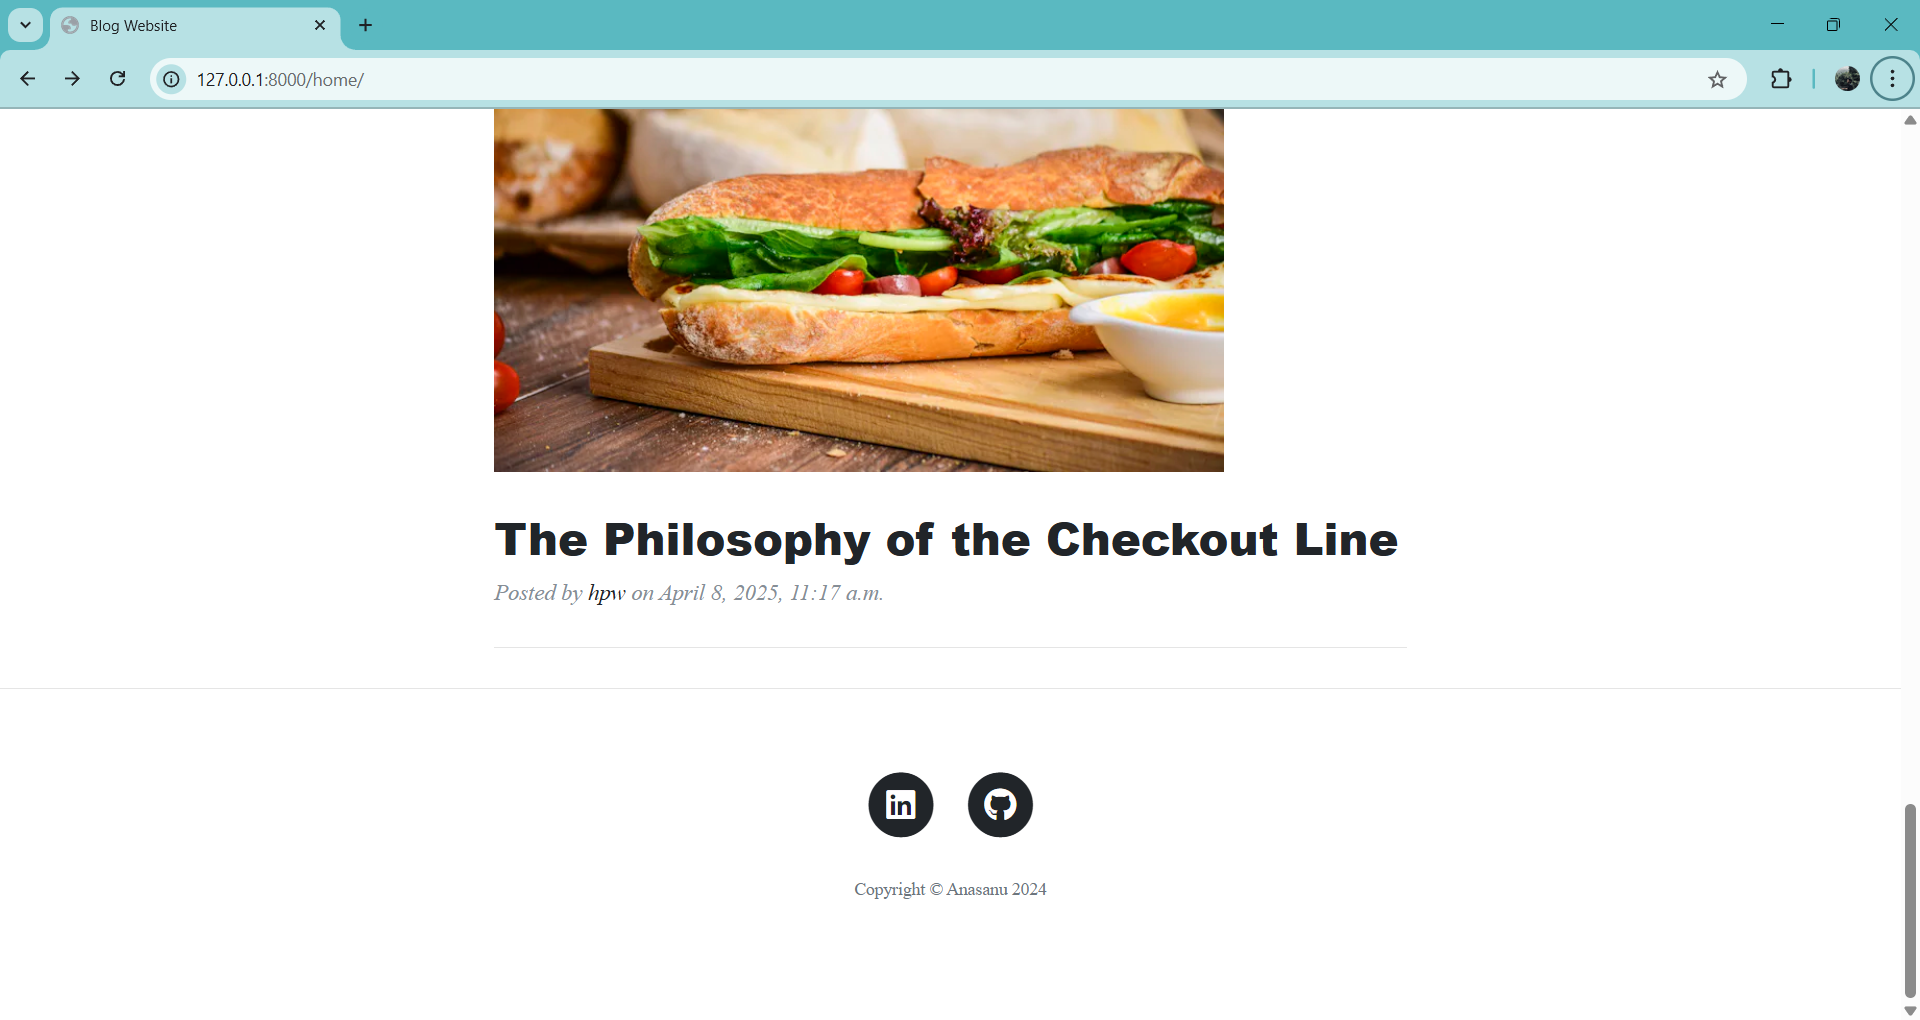 Blog Website
127.0.0.1:8000/home/
The Philosophy of the Checkout Line
Posted by hpw on April 8, 2025, 11:17 a.m.
in
Copyright © Anasanu 2024